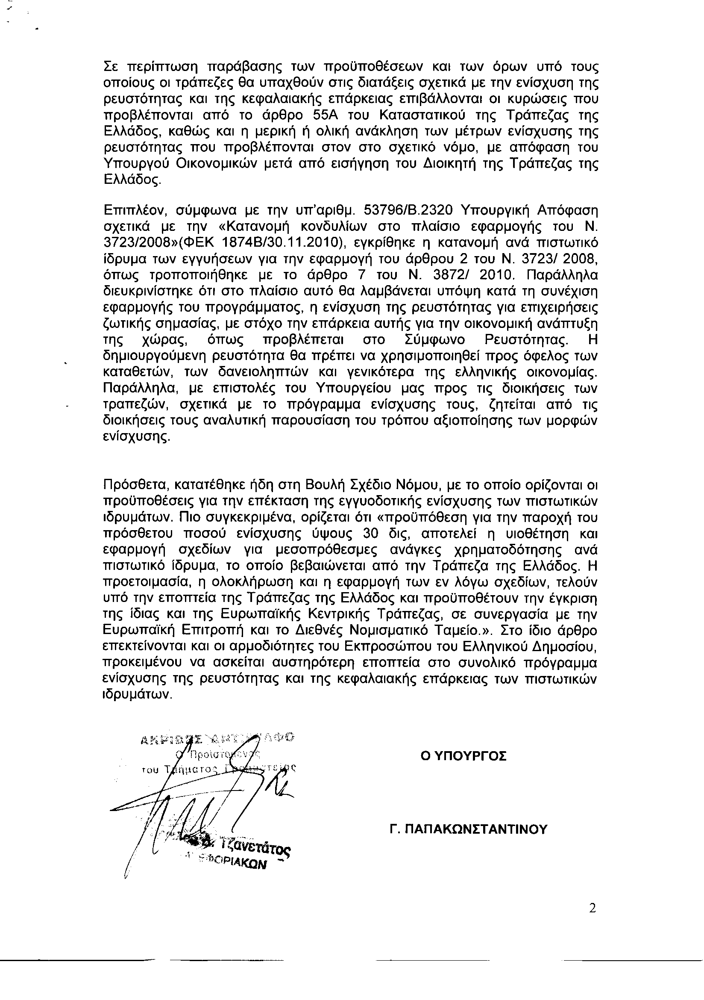 Σε περίπτωση παράβασης των προϋποθέσεων και των όρων υπό τους
οποίους οι τράπεζες θα υπαχθούν στις διατάξεις σχετικά με την ενίσχυση της
ρευστότητας και της κεφαλαιακής επάρκειας επιβάλλονται οι κυρώσεις που
προβλέπονται από το άρθρο 55Α του Καταστατικού της Τράπεζας της
Ελλάδος, καθώς και η μερική ή ολική ανάκληση των μέτρων ενίσχυσης της
ρευστότητας που προβλέπονται στον στο σχετικό νόμο, με απόφαση του
Υπουργού Οικονομικών μετά από εισήγηση του Διοικητή της Τράπεζας της
Ελλάδος.
Επιπλέον, σύμφωνα με την υπ'αριθμ. 53796/Β.2320 Υπουργική Απόφαση
σχετικά με την «Κατανομή κονδυλίων στο πλαίσιο εφαρμογής του Ν.
3723/2008»(ΦΕΚ 1874Β/30.11.2010), εγκρίθηκε η κατανομή ανά πιστωτικό
ίδρυμα των εγγυήσεων για την εφαρμογή του άρθρου 2 του Ν. 3723/ 2008,
όπως τροποποιήθηκε με το άρθρο 7 του Ν. 3872/ 2010. Παράλληλα
διευκρινίστηκε ότι στο πλαίσιο αυτό θα λαμβάνεται υπόψη κατά τη συνέχιση
εφαρμογής του προγράμματος, η ενίσχυση της ρευστότητας για επιχειρήσεις
ζωτικής σημασίας, με στόχο την επάρκεια αυτής για την οικονομική ανάπτυξη
της χώρας, όπως προβλέπεται στο Σύμφωνο Ρευστότητας. Η
δημιουργούμενη ρευστότητα θα πρέπει να χρησιμοποιηθεί προς όφελος των
καταθετών, των δανειοληπτών και γενικότερα της ελληνικής οικονομίας.
Παράλληλα, με επιστολές του Υπουργείου μας προς τις διοικήσεις των
τραπεζών, σχετικά με το πρόγραμμα ενίσχυσης τους, ζητείται από τις
διοικήσεις τους αναλυτική παρουσίαση του τρόπου αξιοποίησης των μορφών
ενίσχυσης.
Πρόσθετα, κατατέθηκε ήδη στη Βουλή Σχέδιο Νόμου, με το οποίο ορίζονται οι
προϋποθέσεις για την επέκταση της εγγυοδοτικής ενίσχυσης των πιστωτικών
ιδρυμάτων. Πιο συγκεκριμένα, ορίζεται ότι «προϋπόθεση για την παροχή του
πρόσθετου ποσού ενίσχυσης ύψους 30 δις, αποτελεί η υιοθέτηση και
εφαρμογή σχεδίων για μεσοπρόθεσμες ανάγκες χρηματοδότησης ανά
πιστωτικό ίδρυμα, το οποίο βεβαιώνεται από την Τράπεζα της Ελλάδος. Η
προετοιμασία, η ολοκλήρωση και η εφαρμογή των εν λόγω σχεδίων, τελούν
υπό την εποπτεία της Τράπεζας της Ελλάδος και προϋποθέτουν την έγκριση
της ίδιας και της Ευρωπαϊκής Κεντρικής Τράπεζας, σε συνεργασία με την
Ευρωπαϊκή Επιτροπή και το Διεθνές Νομισματικό Ταμείο.». Στο ίδιο άρθρο
επεκτείνονται και οι αρμοδιότητες του Εκπροσώπου του Ελληνικού Δημοσίου,
προκειμένου να ασκείται αυστηρότερη εποπτεία στο συνολικό πρόγραμμα
ενίσχυσης της ρευστότητας και της κεφαλαιακής επάρκειας των πιστωτικών
ιδρυμάτων.
ΑΚΡΙΒΕΣ ΑΝΤΙΓΡΑΦΟ
Ο Προϊστάμενος
του Τμήματος Γραμματείας
Ο ΥΠΟΥΡΓΟΣ
Γ. ΠΑΠΑΚΩΝΣΤΑΝΤΙΝΟΥ
Τζανετάτος
ΕΦΟΡΙΑΚΩΝ
2